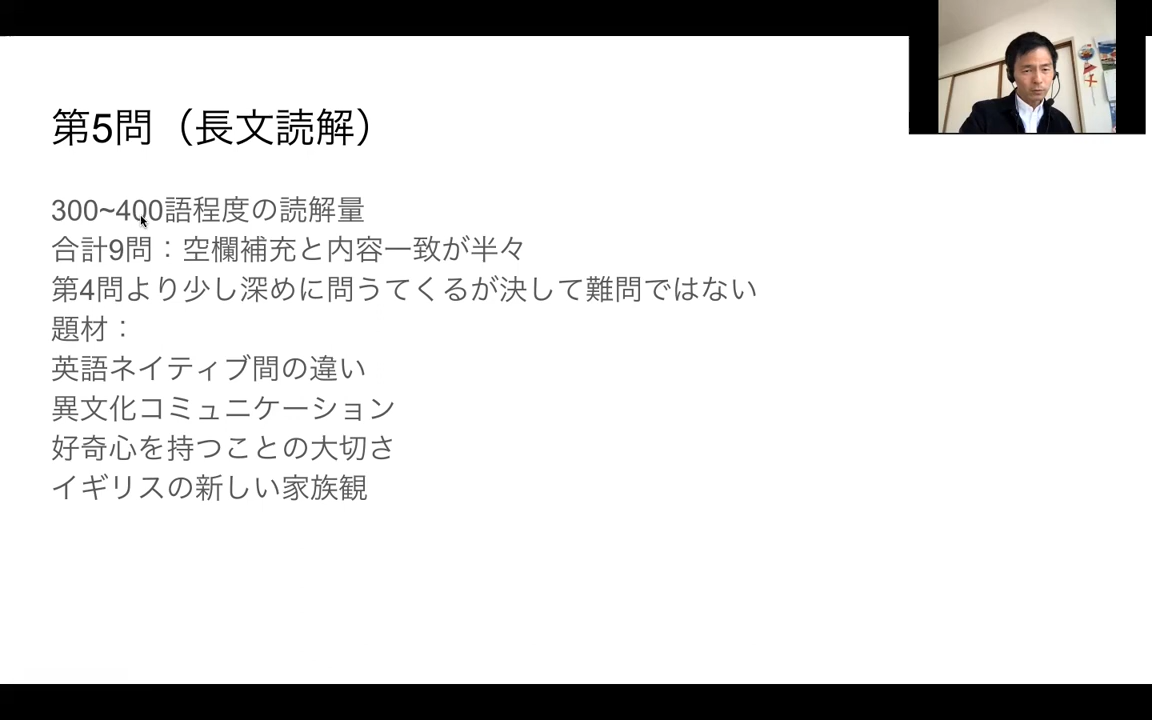 第5問（長文読解）
300~400語程度の読解量
合計9問：空欄補充と内容一致が半々
第4問より少し深めに問うてくるが決して難問ではない
題材：
英語ネイティブ間の違い
異文化コミュニケーション
好奇心を持つことの大切さ
イギリスの新しい家族観